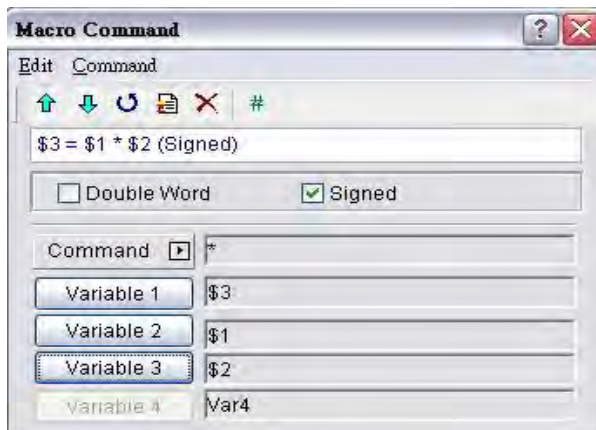 Macro Command
Edit Command
#
$3 = $1 * $2 (Signed)
Double Word Signed
Command *
Variable 1 $3
Variable 2 $1
Variable 3 $2
Variable 4 Var4